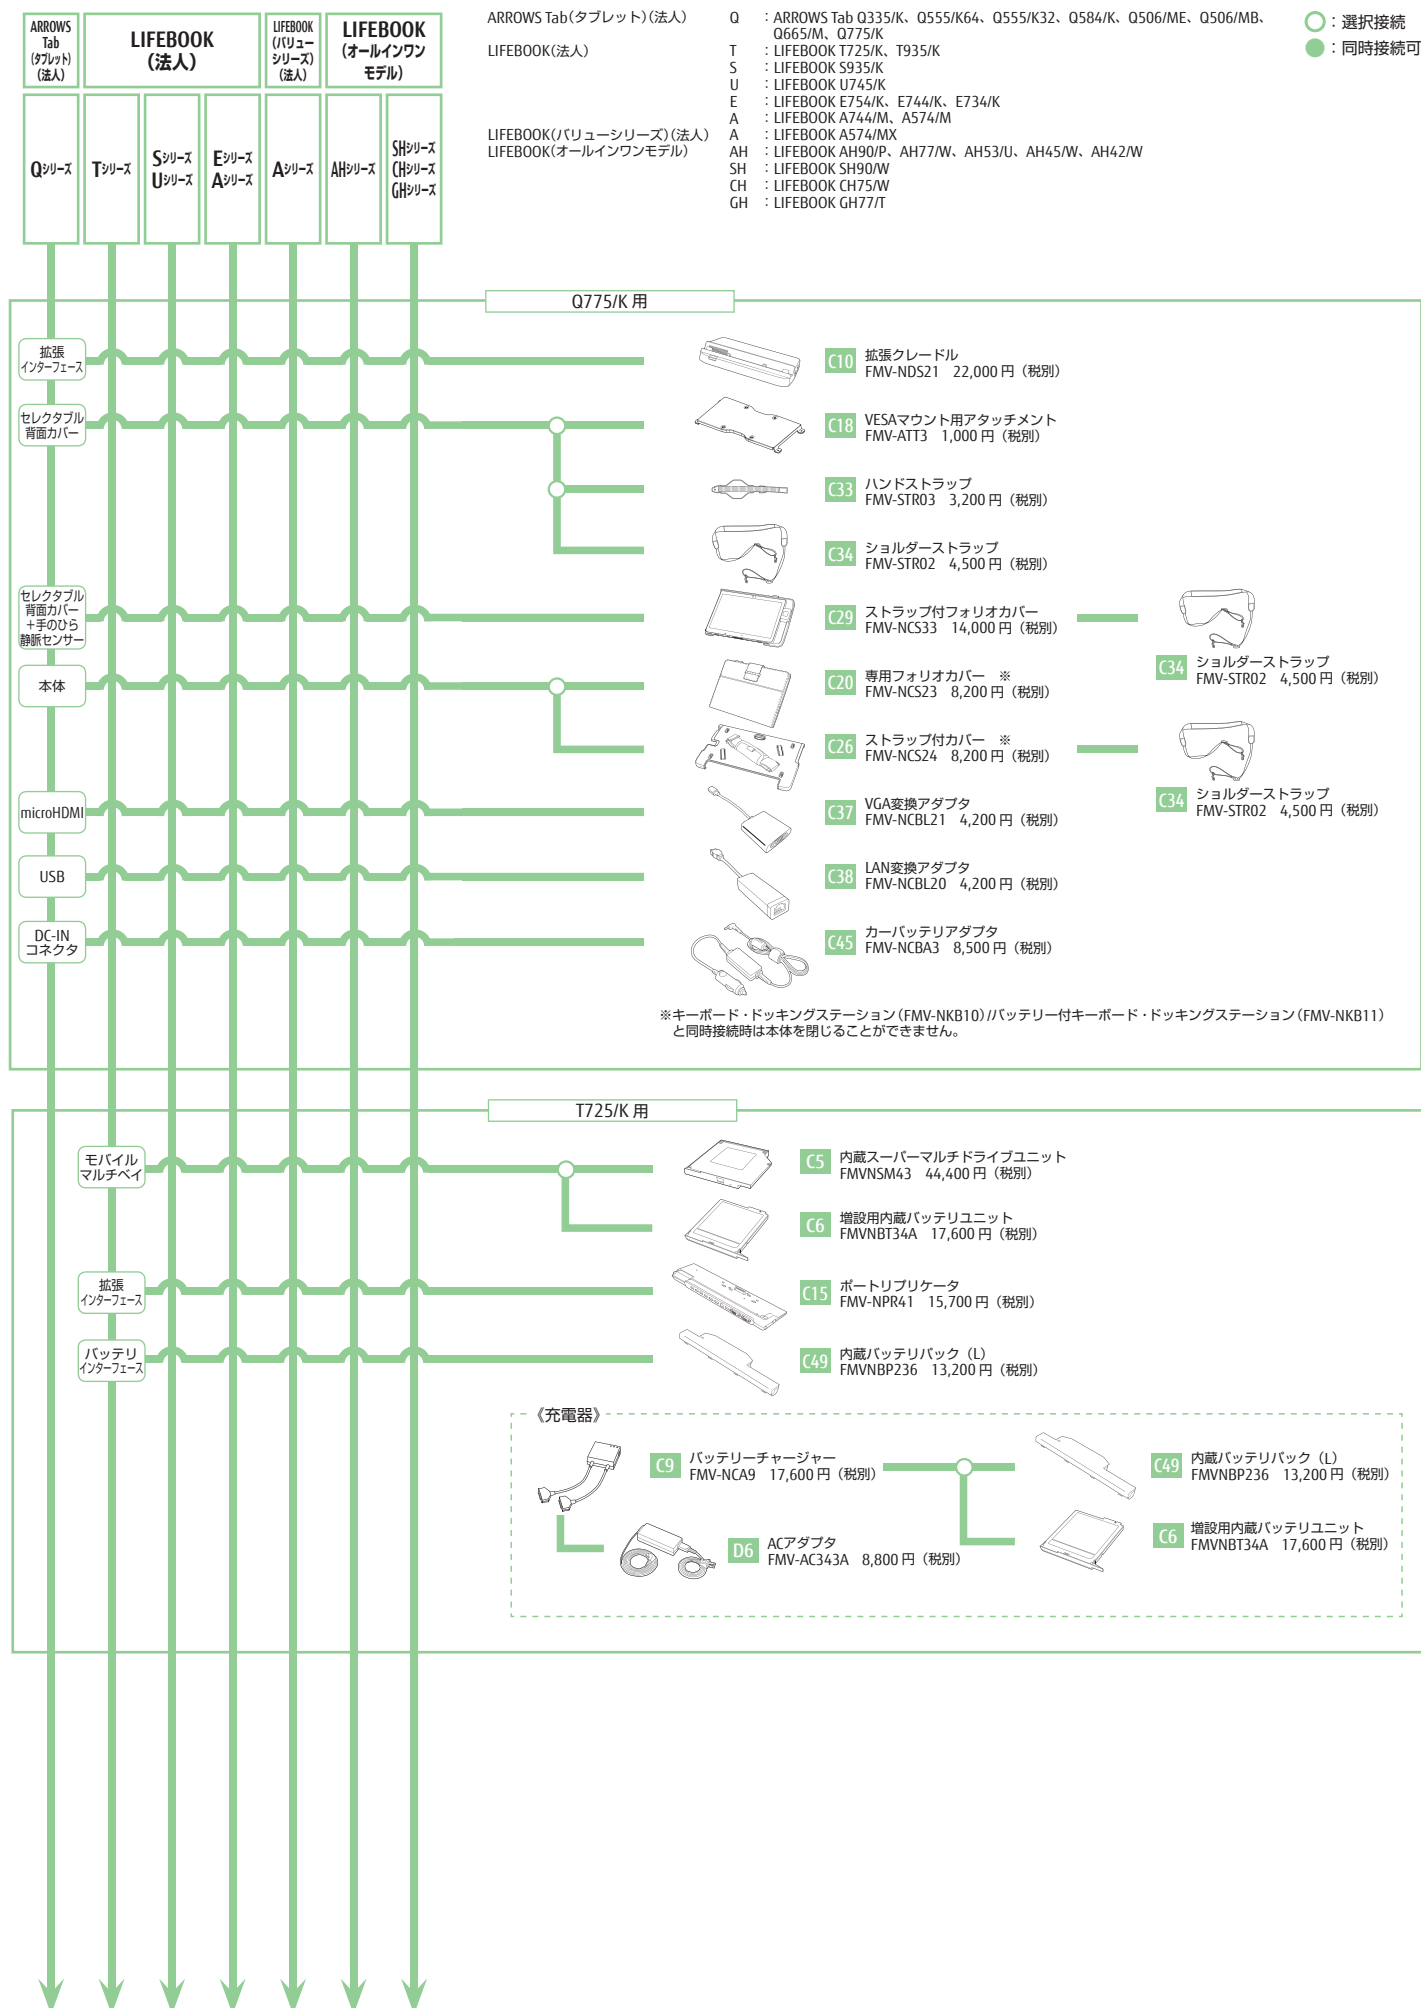 ARROWS
Tab
(タブレット)
(法人)
LIFEBOOK
(法人)
LIFEBOOK
(バリュー
シリーズ)
(法人)
LIFEBOOK
(オールインワン
モデル)
Qシリーズ
Tシリーズ
Sシリーズ
Uシリーズ
Eシリーズ
Aシリーズ
Aシリーズ
AHシリーズ
SHシリーズ
CHシリーズ
GHシリーズ
ARROWS Tab(タブレット)(法人) Q :ARROWS Tab Q335/K、Q555/K64、Q555/K32、Q584/K、Q506/ME、Q506/MB、
Q665/M、Q775/K
LIFEBOOK(法人) T :LIFEBOOK T725/K、T935/K
S :LIFEBOOK S935/K
U :LIFEBOOK U745/K
E :LIFEBOOK E754/K、E744/K、E734/K
A :LIFEBOOK A744/M、A574/M
LIFEBOOK(バリューシリーズ)(法人) A :LIFEBOOK A574/MX
LIFEBOOK(オールインワンモデル) AH :LIFEBOOK AH90/P、AH77/W、AH53/U、AH45/W、AH42/W
SH :LIFEBOOK SH90/W
CH :LIFEBOOK CH75/W
GH :LIFEBOOK GH77/T
:選択接続
:同時接続可
Q775/K 用
拡張
インターフェース
C10 拡張クレードル
FMV-NDS21 22,000 円(税別)
セレクタブル
背面カバー
C18 VESAマウント用アタッチメント
FMV-ATT3 1,000 円(税別)
C33 ハンドストラップ
FMV-STR03 3,200 円(税別)
C34 ショルダーストラップ
FMV-STR02 4,500 円(税別)
セレクタブル
背面カバー
+手のひら
静脈センサー
C29 ストラップ付フォリオカバー
FMV-NCS33 14,000 円(税別)
C34 ショルダーストラップ
FMV-STR02 4,500 円(税別)
本体
C20 専用フォリオカバー ※
FMV-NCS23 8,200 円(税別)
C26 ストラップ付カバー ※
FMV-NCS24 8,200 円(税別)
C34 ショルダーストラップ
FMV-STR02 4,500 円(税別)
microHDMI
C37 VGA変換アダプタ
FMV-NCBL21 4,200 円(税別)
USB
C38 LAN変換アダプタ
FMV-NCBL20 4,200 円(税別)
DC-IN
コネクタ
C45 カーバッテリアダプタ
FMV-NCBA3 8,500 円(税別)
※キーボード・ドッキングステーション(FMV-NKB10)/バッテリー付キーボード・ドッキングステーション(FMV-NKB11)
と同時接続時は本体を閉じることができません。
T725/K 用
モバイル
マルチベイ
C5 内蔵スーパーマルチドライブユニット
FMVNSM43 44,400 円(税別)
C6 増設用内蔵バッテリユニット
FMVNBT34A 17,600 円(税別)
拡張
インターフェース
C15 ポートリプリケータ
FMV-NPR41 15,700 円(税別)
バッテリ
インターフェース
C49 内蔵バッテリパック(L)
FMVNBP236 13,200 円(税別)
《充電器》
C9 バッテリーチャージャー
FMV-NCA9 17,600 円(税別)
C49 内蔵バッテリパック(L)
FMVNBP236 13,200 円(税別)
D6 ACアダプタ
FMV-AC343A 8,800 円(税別)
C6 増設用内蔵バッテリユニット
FMVNBT34A 17,600 円(税別)